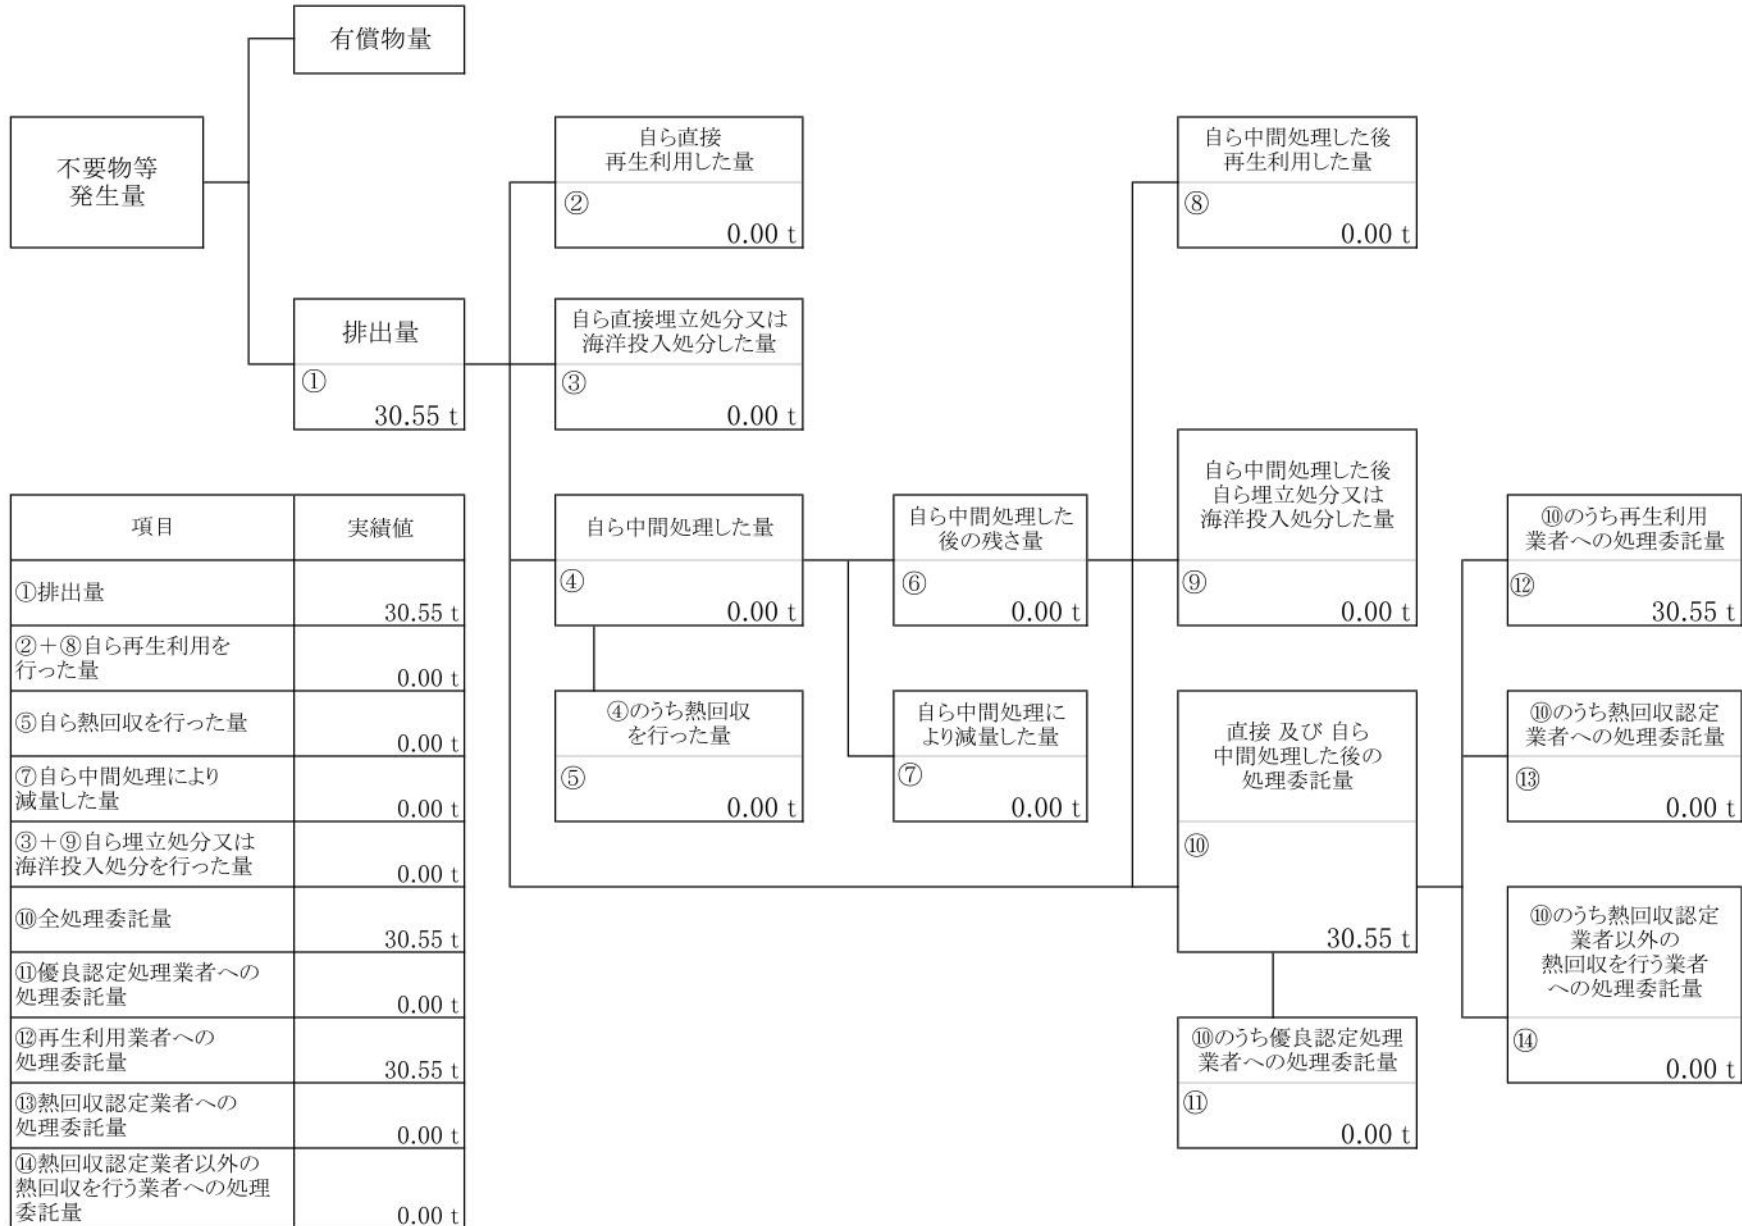 有償物量
不要物等
発生量
自ら直接
再生利用した量
②
0.00 t
自ら中間処理した後
再生利用した量
⑧
0.00 t
排出量
①
30.55 t
自ら直接埋立処分又は
海洋投入処分した量
③
0.00 t
自ら中間処理した量
④
0.00 t
自ら中間処理した
後の残さ量
⑥
0.00 t
自ら中間処理した後
自ら埋立処分又は
海洋投入処分した量
⑨
0.00 t
⑩のうち再生利用
業者への処理委託量
⑫
30.55 t
④のうち熱回収
を行った量
⑤
0.00 t
自ら中間処理に
より減量した量
⑦
0.00 t
直接 及び 自ら
中間処理した後の
処理委託量
⑩
30.55 t
⑩のうち熱回収認定
業者への処理委託量
⑬
0.00 t
⑩のうち熱回収認定
業者以外の
熱回収を行う業者
への処理委託量
⑭
0.00 t
⑩のうち優良認定処理
業者への処理委託量
⑪
0.00 t
項目 実績値
①排出量
30.55 t
②+⑧自ら再生利用を
行った量
0.00 t
⑤自ら熱回収を行った量
0.00 t
⑦自ら中間処理により
減量した量
0.00 t
③+⑨自ら埋立処分又は
海洋投入処分を行った量
0.00 t
⑩全処理委託量
30.55 t
⑪優良認定処理業者への
処理委託量
0.00 t
⑫再生利用業者への
処理委託量
30.55 t
⑬熱回収認定業者への
処理委託量
0.00 t
⑭熱回収認定業者以外の
熱回収を行う業者への処理
委託量
0.00 t